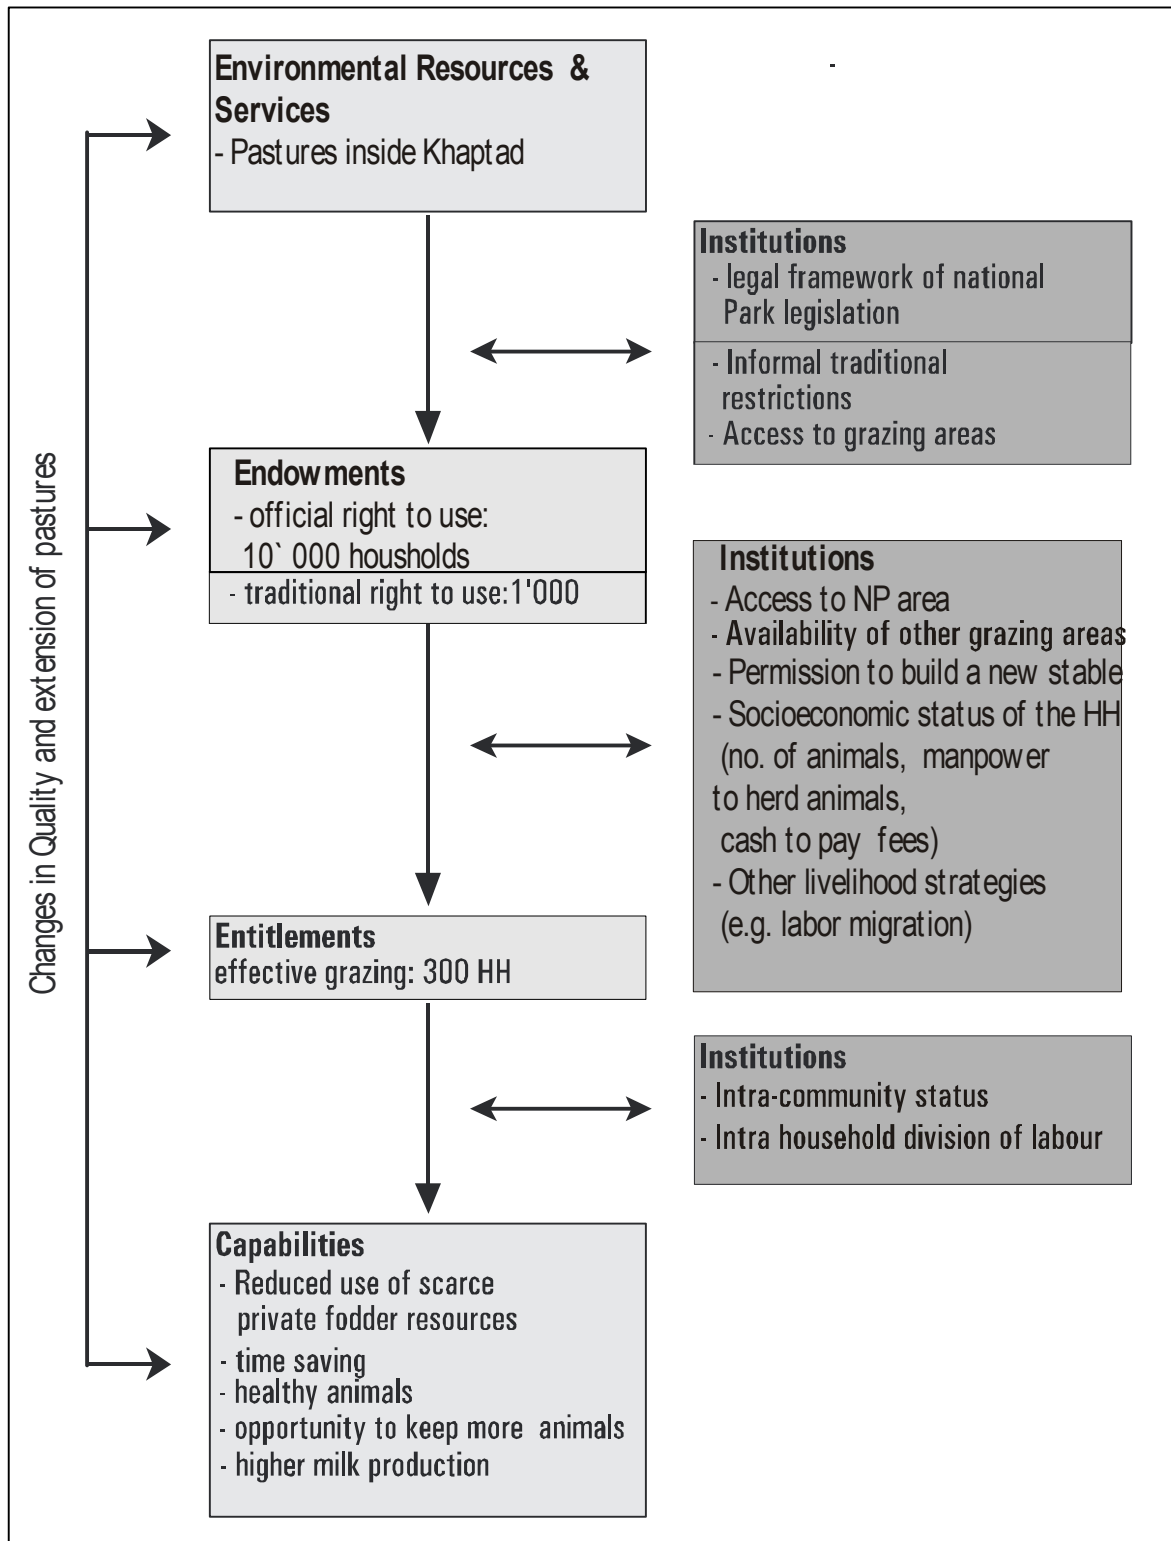 Environmental Resources &
Services
- Pastures inside Khaptad
-
Institutions
- legal framework of national
Park legislation
- Informal traditional
restrictions
- Access to grazing areas
Endowments
- official right to use:
10` 000 housholds
- traditional right to use:1'000
Institutions
- Access to NP area
- Availability of other grazing areas
- Permission to build a new stable
- Socioeconomic status of the HH
(no. of animals, manpower
to herd animals,
cash to pay fees)
- Other livelihood strategies
(e.g. labor migration)
Entitlements
effective grazing: 300 HH
Institutions
- Intra-community status
- Intra household division of labour
Capabilities
- Reduced use of scarce
private fodder resources
- time saving
- healthy animals
- opportunity to keep more animals
- higher milk production
Changes in Quality and extension of pastures